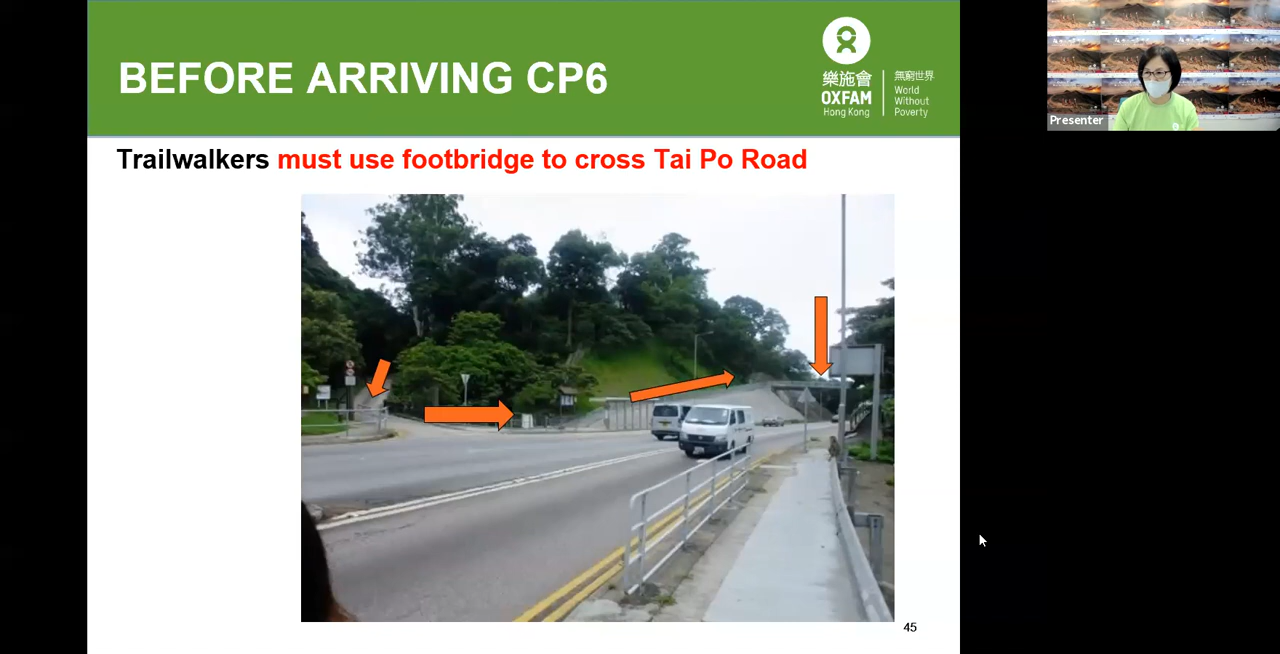 BEFORE ARRIVING CP6
樂施會
OXFAM
Hong Kong
無窮世界
World
Without
Poverty
Presenter
Trailwalkers must use footbridge to cross Tai Po Road
45